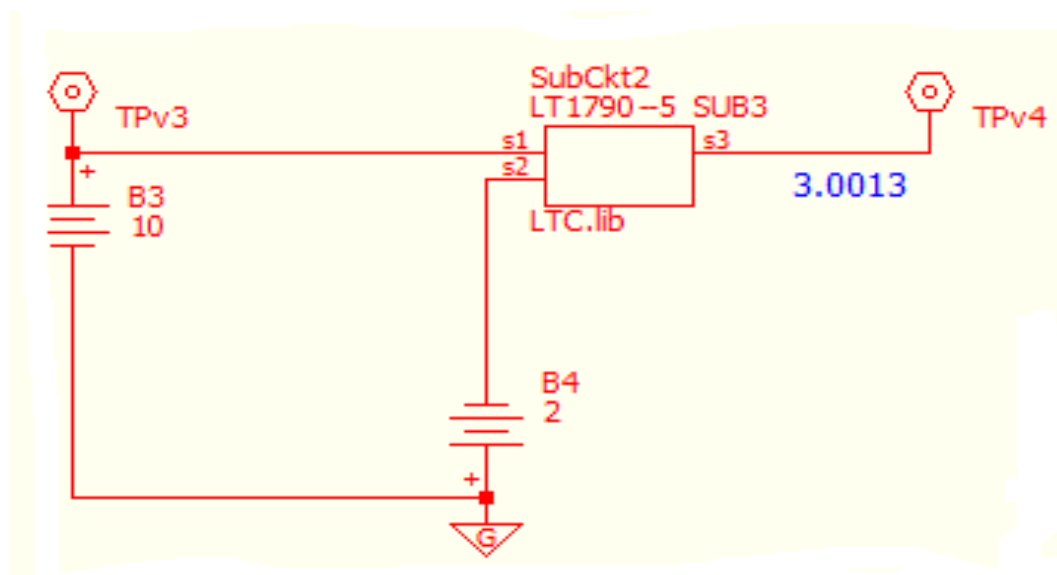 SubCkt2
LT1790--5 SUB3
TPv3
TPv4
s1
s3
s2
+
3.0013
B3
10
LTC.lib
B4
2
+
G